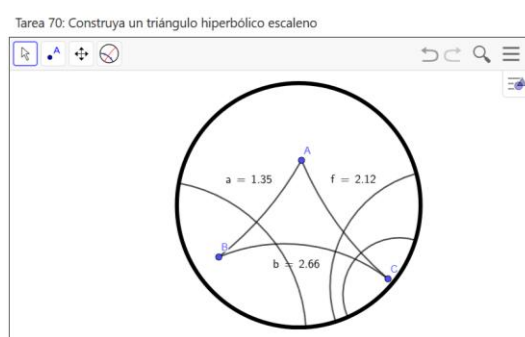 Tarea 70: Construya un triángulo hiperbólico escaleno
A
A
a = 1.35
f = 2.12
B
b = 2.66
C